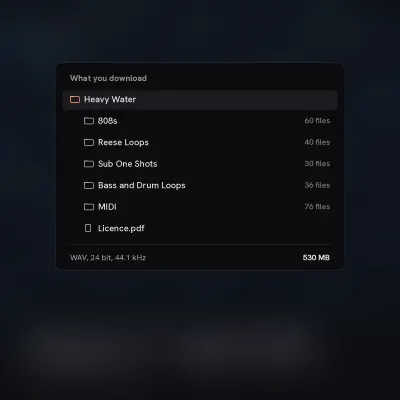 What you download
Heavy Water
808s 60 files
Reese Loops 40 files
Sub One Shots 30 files
Bass and Drum Loops 36 files
MIDI 76 files
Licence.pdf
WAV, 24 bit, 44.1 kHz 530 MB